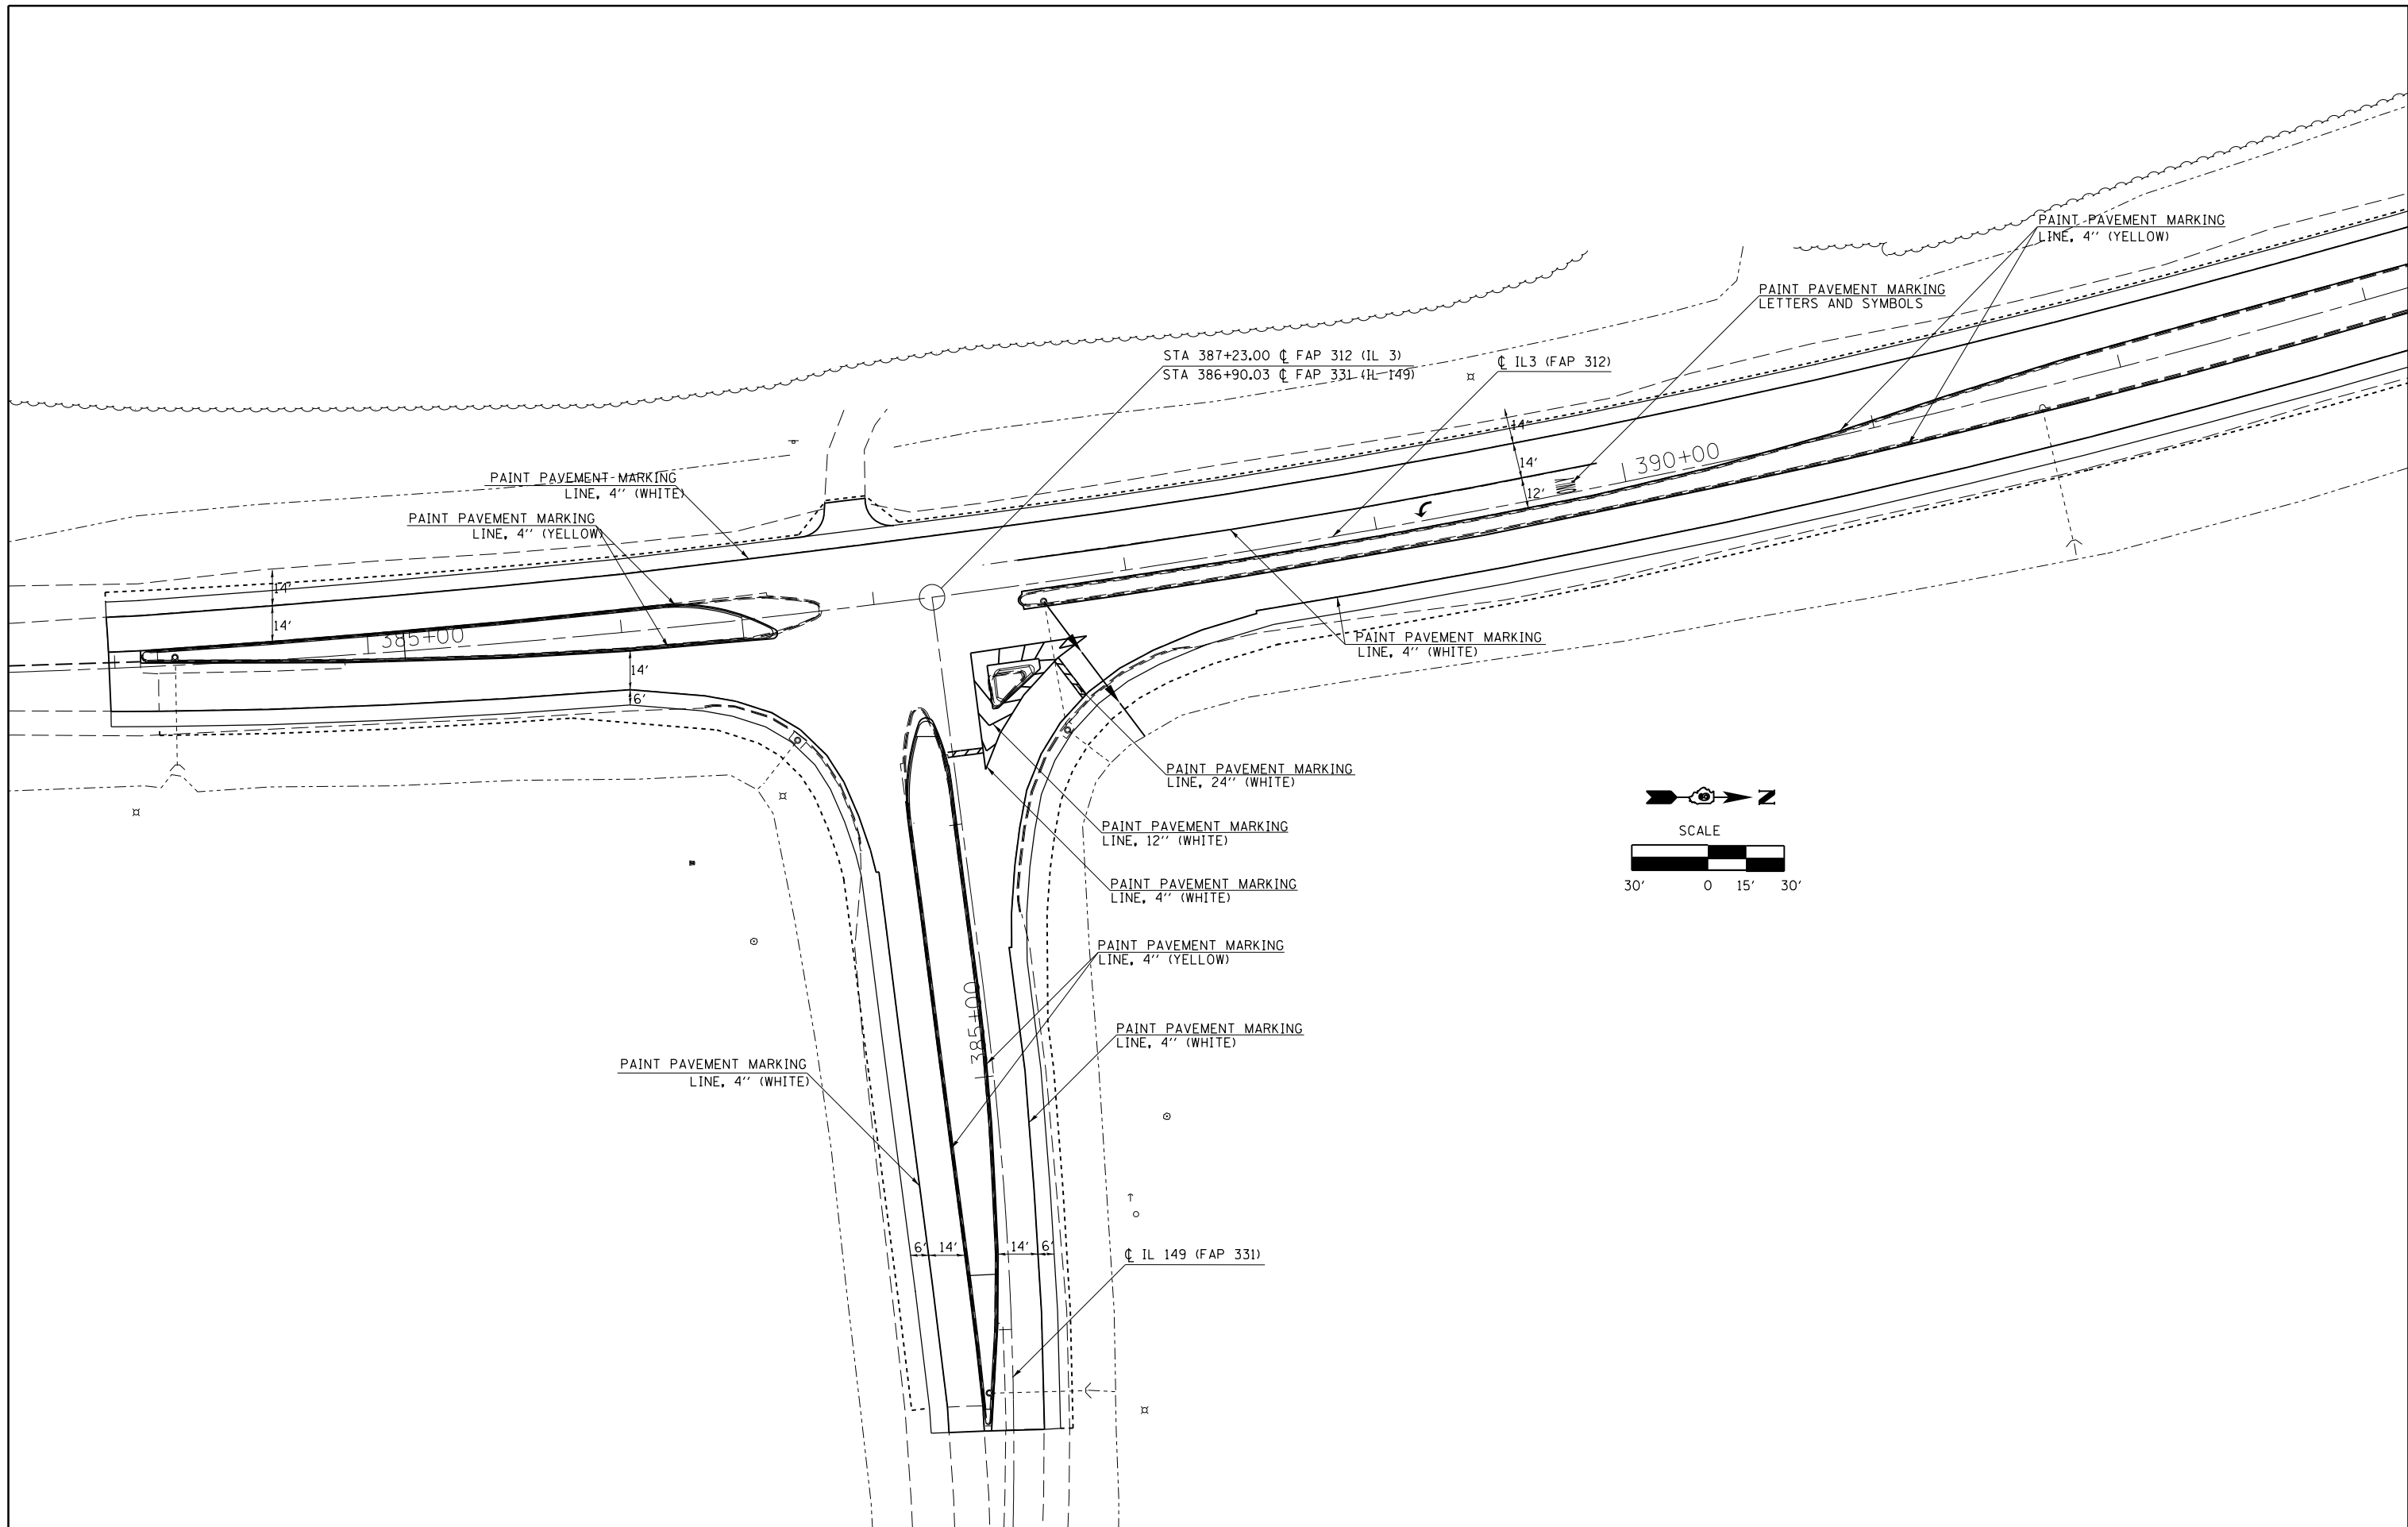 PAINT PAVEMENT MARKING
LINE, 4'' (YELLOW)
PAINT PAVEMENT MARKING
LETTERS AND SYMBOLS
STA 387+23.00 ℄ FAP 312 (IL 3)
STA 386+90.03 ℄ FAP 331 (IL 149)
℄ IL3 (FAP 312)
14'
14'
12'
390+00
PAINT PAVEMENT MARKING
LINE, 4'' (WHITE)
PAINT PAVEMENT MARKING
LINE, 4'' (YELLOW)
14'
14'
385+00
14'
6'
PAINT PAVEMENT MARKING
LINE, 4'' (WHITE)
PAINT PAVEMENT MARKING
LINE, 24'' (WHITE)
PAINT PAVEMENT MARKING
LINE, 12'' (WHITE)
PAINT PAVEMENT MARKING
LINE, 4'' (WHITE)
PAINT PAVEMENT MARKING
LINE, 4'' (YELLOW)
385+00
PAINT PAVEMENT MARKING
LINE, 4'' (WHITE)
PAINT PAVEMENT MARKING
LINE, 4'' (WHITE)
6' 14' 14' 6'
℄ IL 149 (FAP 331)
N
SCALE
30' 0 15' 30'